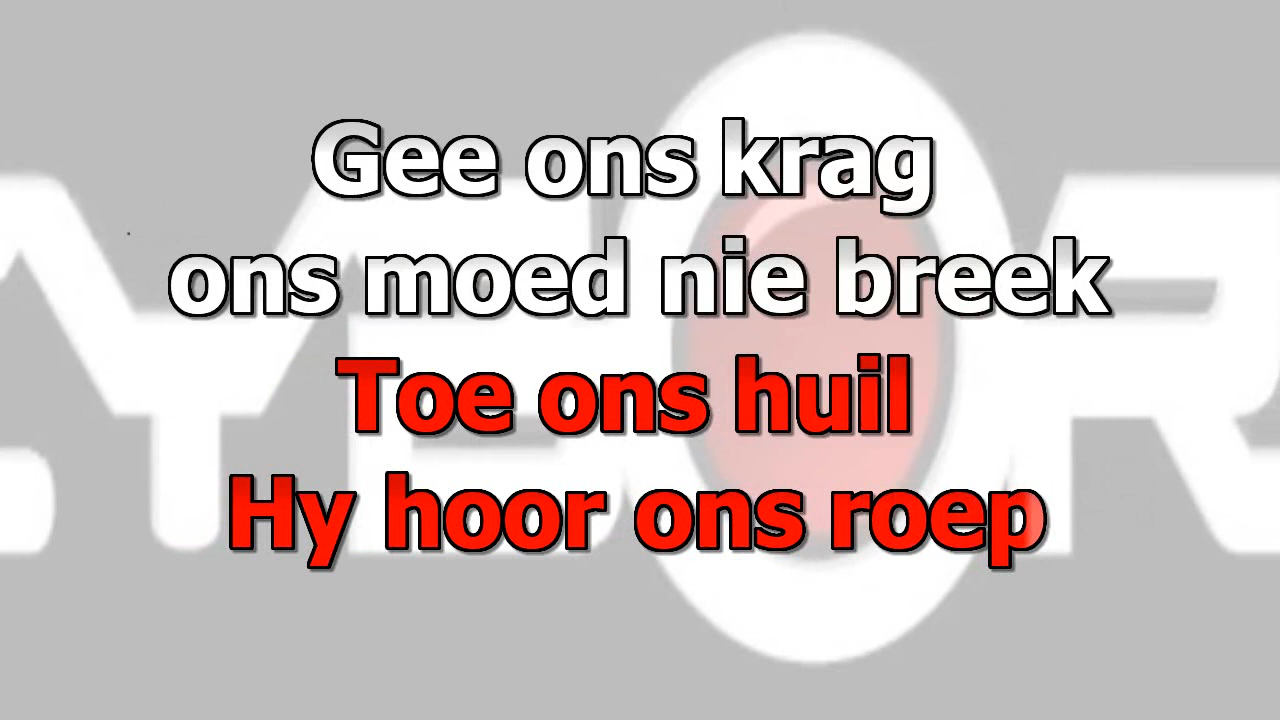 Gee ons krag
ons moed nie breek
Toe ons huil
Hy hoor ons roep